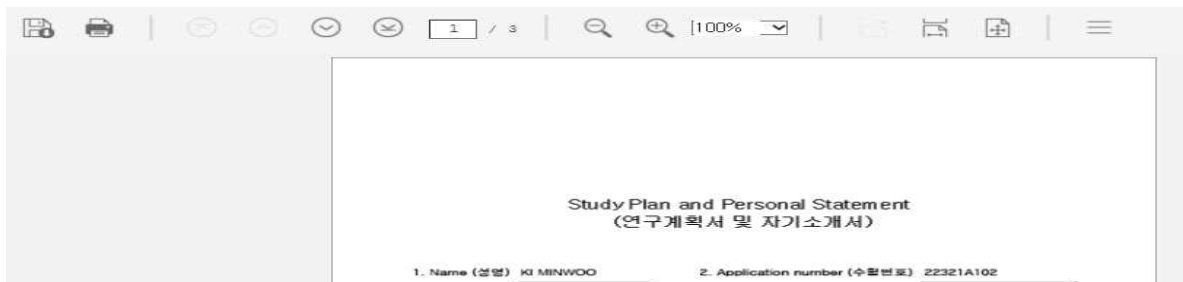 1 / 3 100%
Study Plan and Personal Statement
(연구계획서 및 자기소개서)
1. Name (성명) KI MINWOO 2. Application number (수험번호) 22321A102